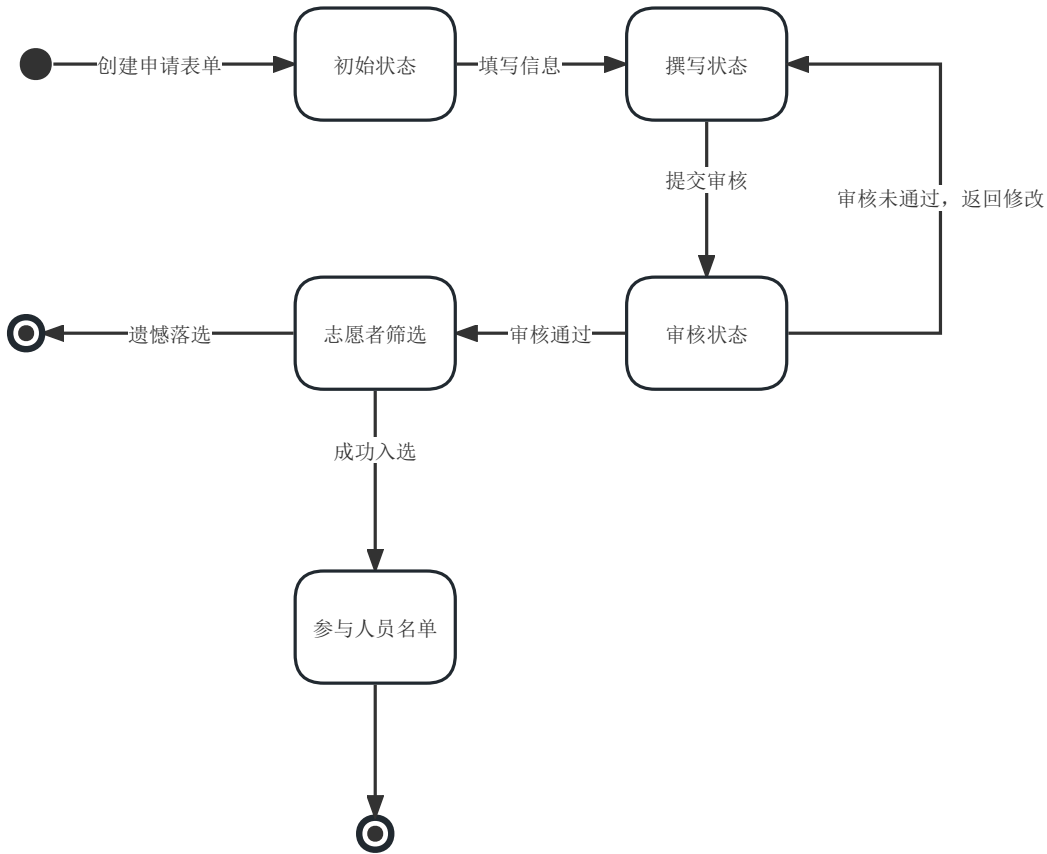 创建申请表单
初始状态
填写信息
撰写状态
提交审核
审核未通过，返回修改
遗憾落选
志愿者筛选
审核通过
审核状态
成功入选
参与人员名单